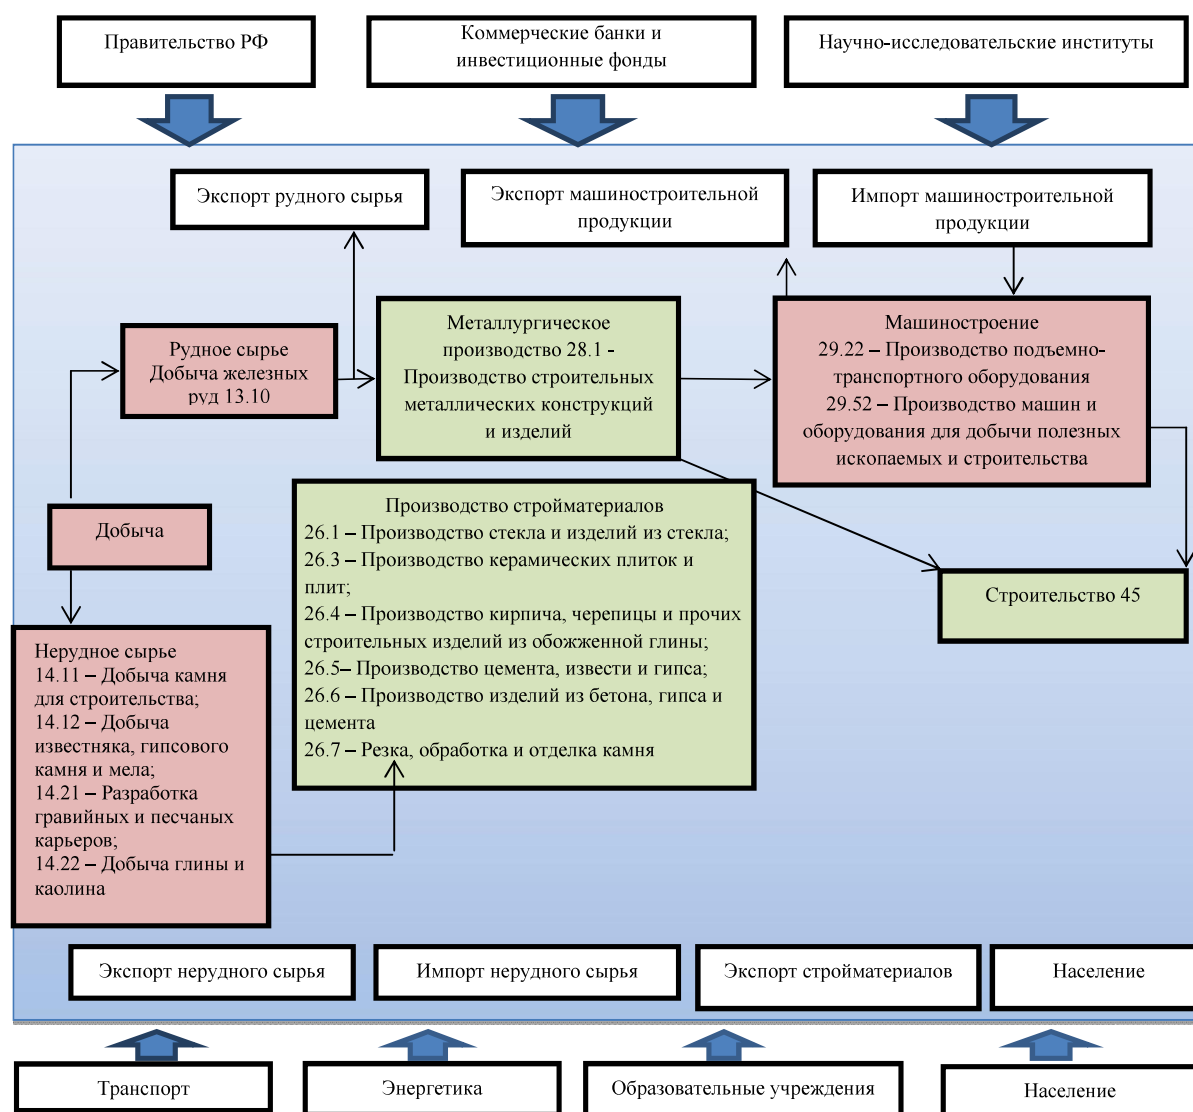 Правительство РФ
Коммерческие банки и
инвестиционные фонды
Научно-исследовательские институты
Экспорт рудного сырья
Экспорт машиностроительной
продукции
Импорт машиностроительной
продукции
Рудное сырье
Добыча железных
руд 13.10
Металлургическое
производство 28.1 -
Производство строительных
металлических конструкций
и изделий
Машиностроение
29.22 – Производство подъемно-
транспортного оборудования
29.52 – Производство машин и
оборудования для добычи полезных
ископаемых и строительства
Добыча
Производство стройматериалов
26.1 – Производство стекла и изделий из стекла;
26.3 – Производство керамических плиток и
плит;
26.4 – Производство кирпича, черепицы и прочих
строительных изделий из обожженной глины;
26.5– Производство цемента, извести и гипса;
26.6 – Производство изделий из бетона, гипса и
цемента
26.7 – Резка, обработка и отделка камня
Строительство 45
Нерудное сырье
14.11 – Добыча камня
для строительства;
14.12 – Добыча
известняка, гипсового
камня и мела;
14.21 – Разработка
гравийных и песчаных
карьеров;
14.22 – Добыча глины и
каолина
Экспорт нерудного сырья
Импорт нерудного сырья
Экспорт стройматериалов
Население
Транспорт
Энергетика
Образовательные учреждения
Население